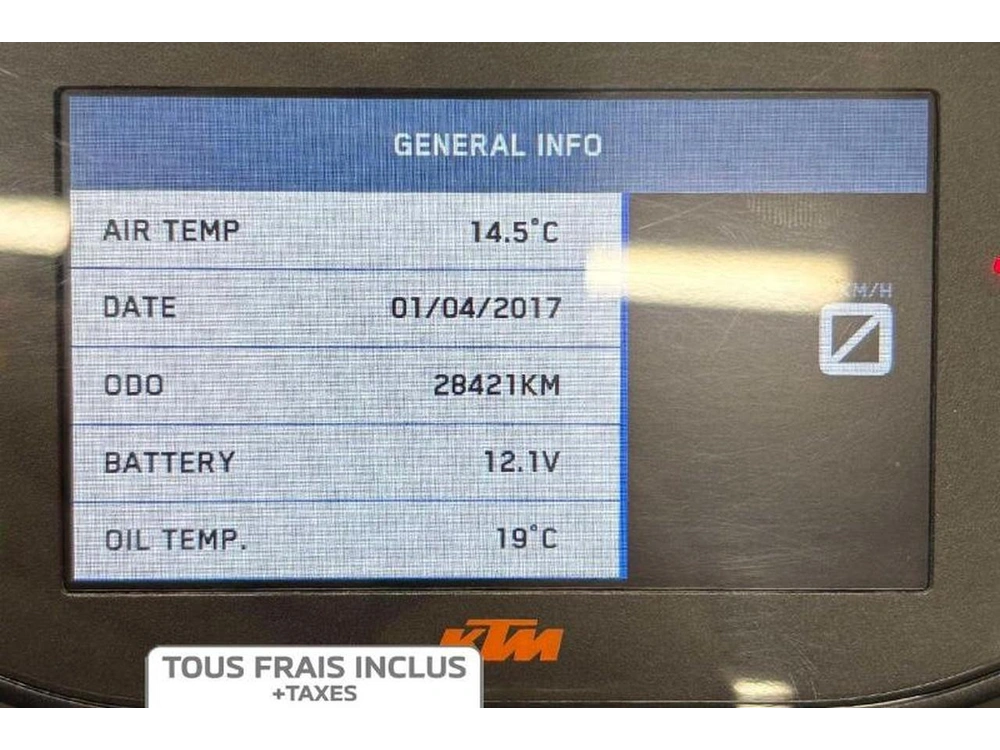 GENERAL INFO
AIR TEMP 14.5°C
DATE 01/04/2017
KM/H
0
ODO 28421KM
BATTERY 12.1V
OIL TEMP. 19°C
KTM
TOUS FRAIS INCLUS
+TAXES